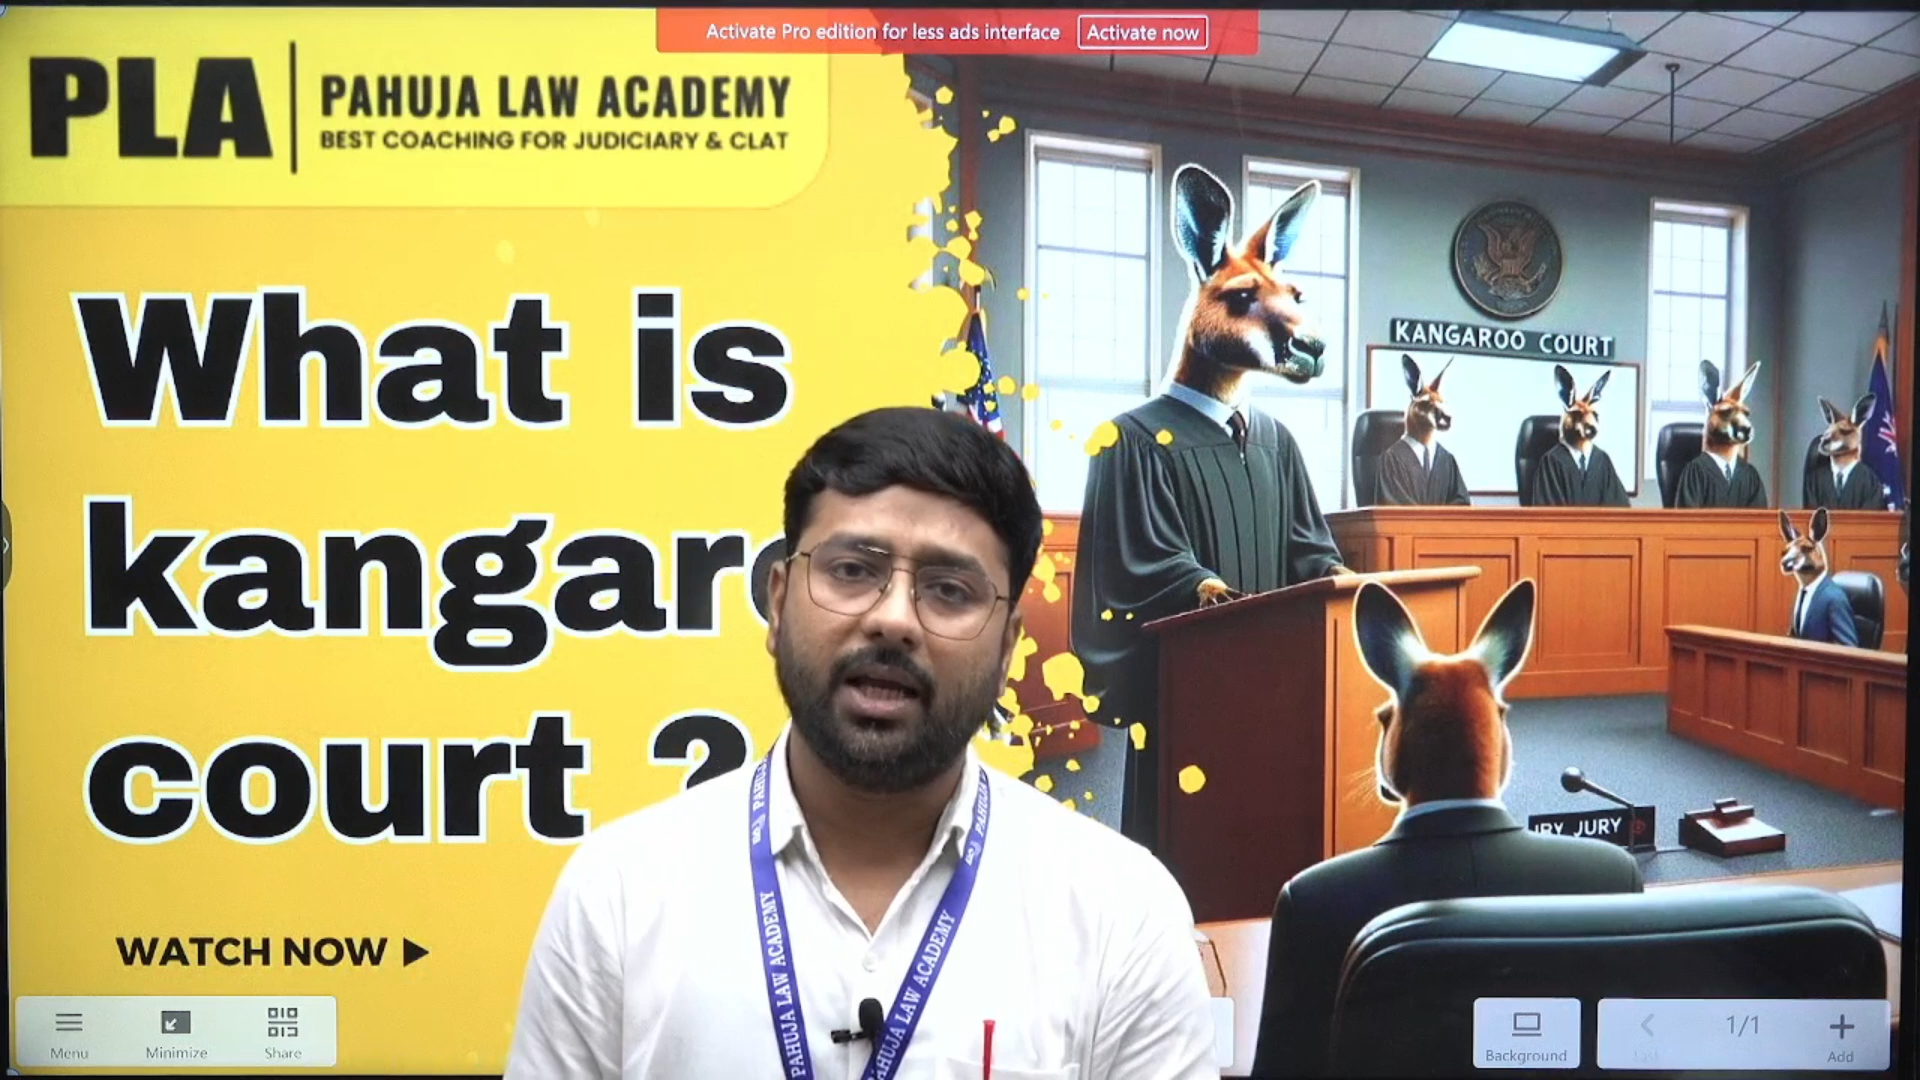 Activate Pro edition for less ads interface Activate now
PLA
PAHUJA LAW ACADEMY
BEST COACHING FOR JUDICIARY & CLAT
What is
kangar
court ?
WATCH NOW
KANGAROO COURT
JURY
PAHUJA LAW ACADEMY
PAHUJA LAW ACADEMY
Menu
Minimize
Share
Background
1/1
Last
Add